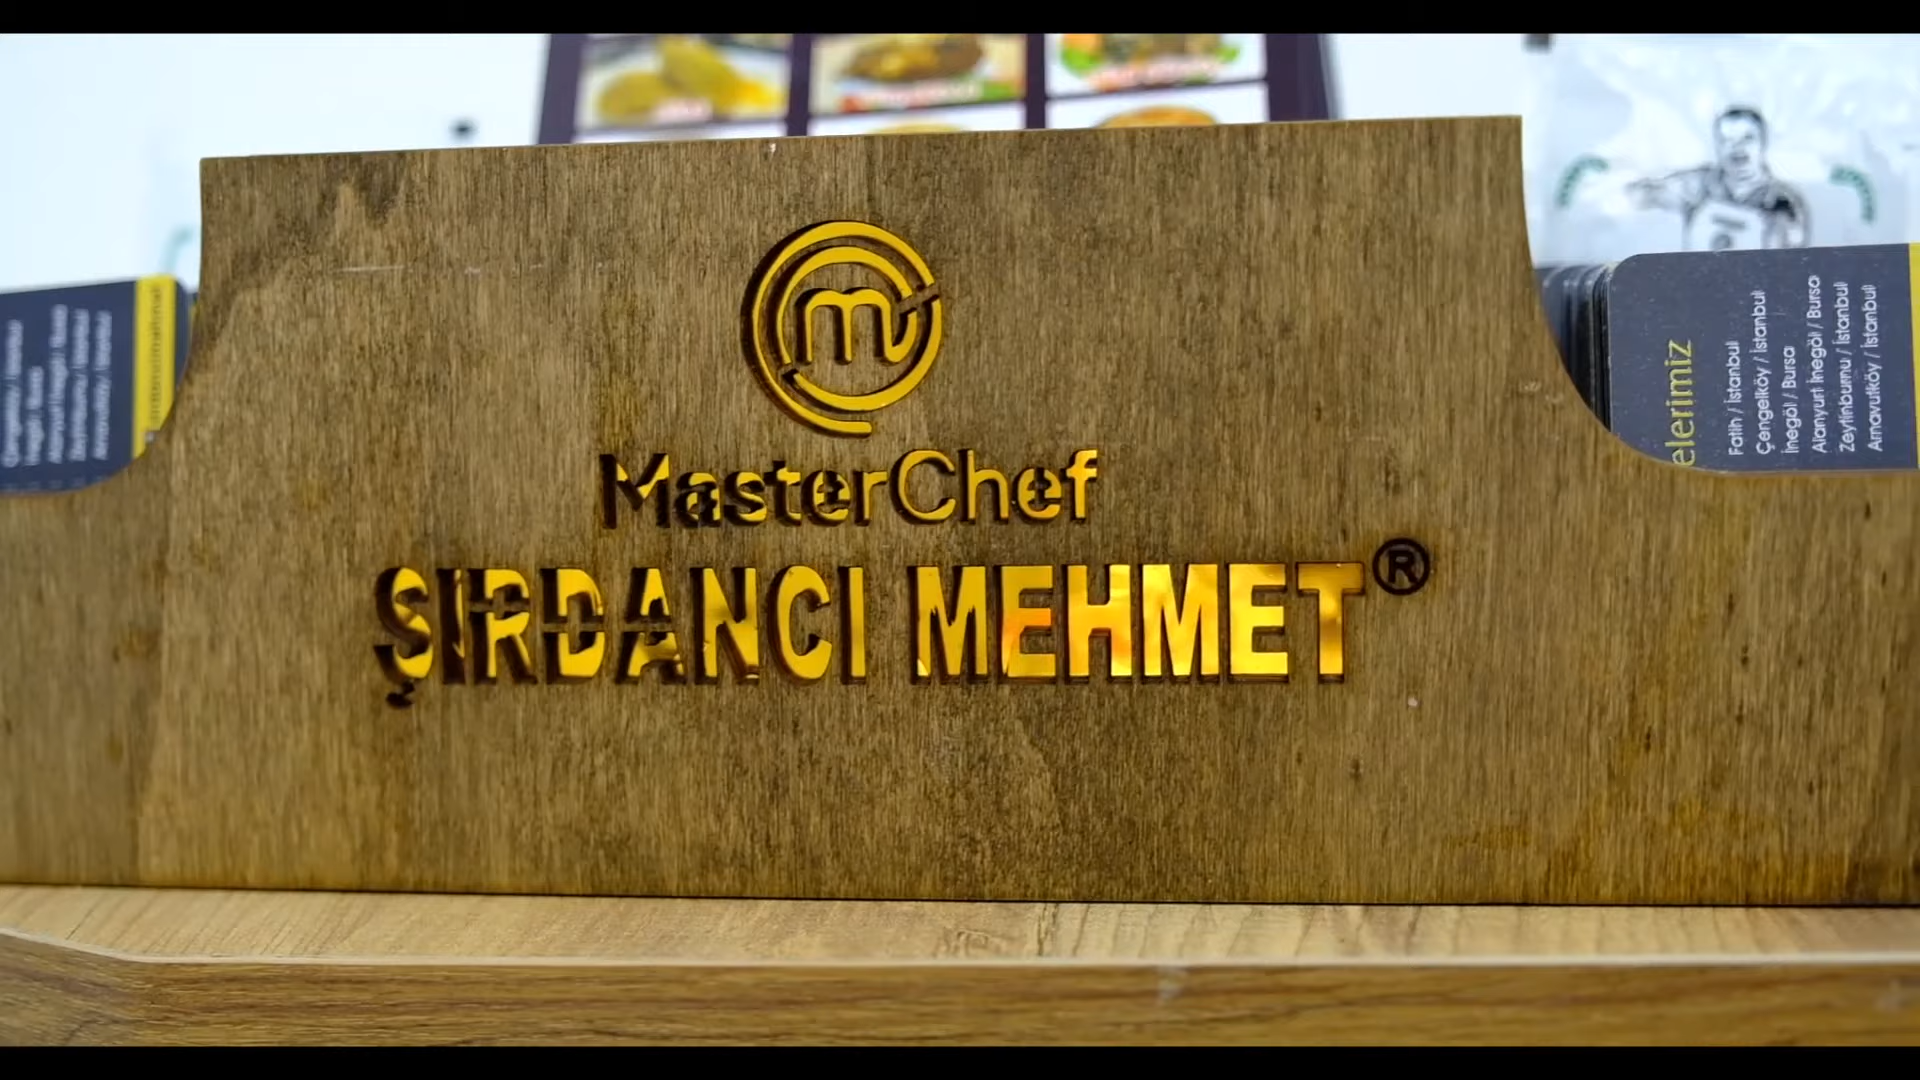 m
MasterChef
ŞIRDANCI MEHMET®
elerimiz
Fatih / İstanbul
Çengelköy / İstanbul
İnegöl / Bursa
Alanyurt İnegöl / Bursa
Zeytinburnu / İstanbul
Arnavutköy / İstanbul